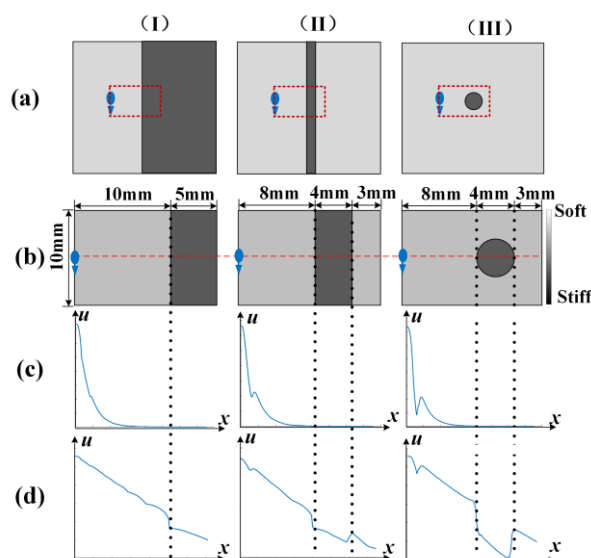 (I) (II) (III)
(a)
10mm 5mm 8mm 4mm 3mm 8mm 4mm 3mm
Soft
10mm
(b)
Stiff
u u u
(c)
x x x
u u u
(d)
x x x